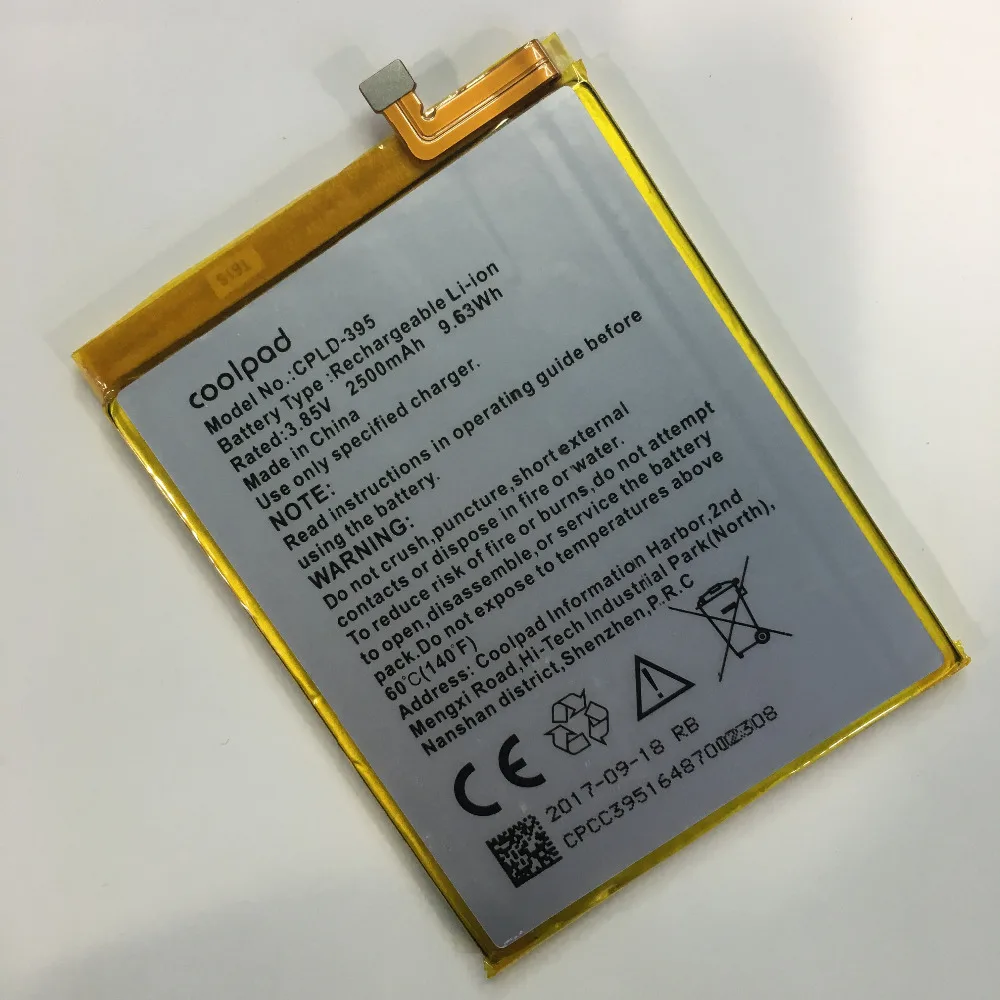 1618
coolpad
Model No.:CPLD-395
Battery Type :Rechargeable Li-ion
Rated:3.85V 2500mAh 9.63Wh
Made in China
Use only specified charger.
NOTE:
Read instructions in operating guide before
using the battery.
WARNING:
Do not crush,puncture,short external
contacts or dispose in fire or water.
To reduce risk of fire or burns,do not attempt
to open,disassemble,or service the battery
pack.Do not expose to temperatures above
60℃(140℉)
Address: Coolpad Information Harbor,2nd
Mengxi Road,Hi-Tech Industrial Park(North),
Nanshan district,Shenzhen,P.R.C
CE
2017-09-18 RB
CPCC39516487002308